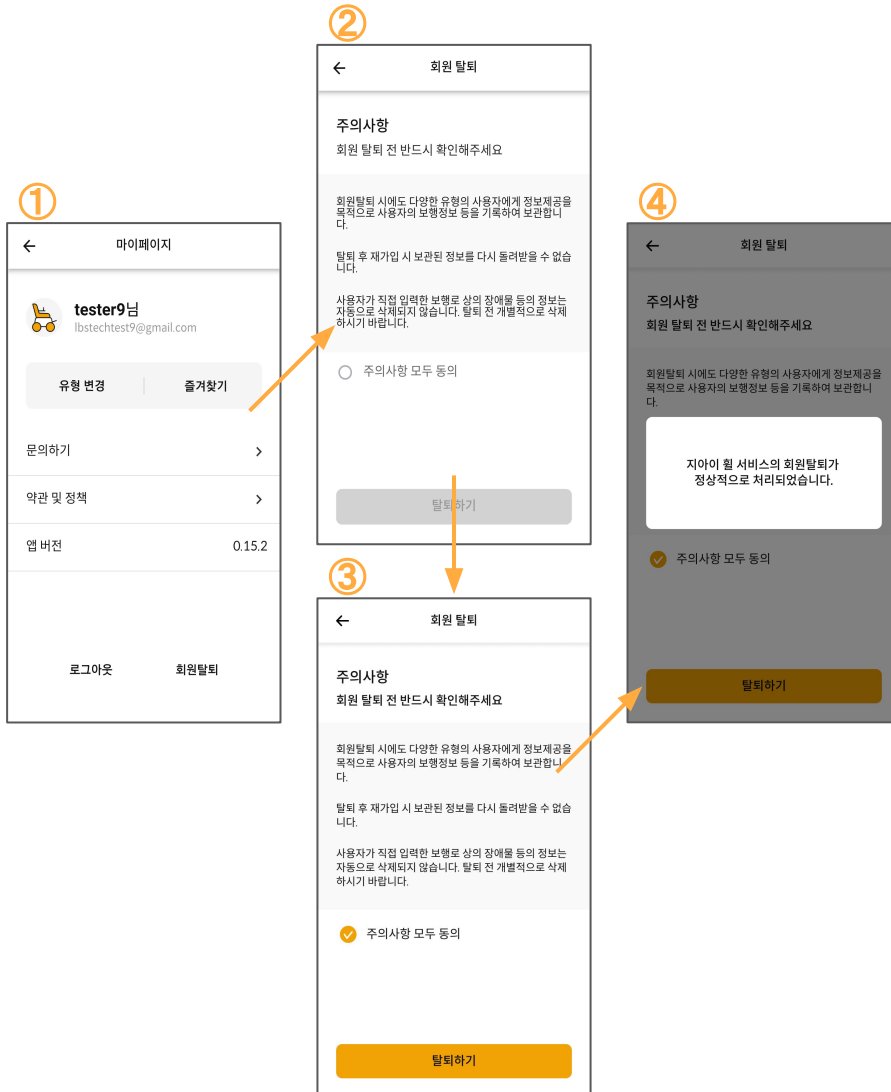 ①
마이페이지
tester9님
lbstechtest9@gmail.com
유형 변경
즐겨찾기
문의하기
약관 및 정책
앱 버전
0.15.2
로그아웃
회원탈퇴
②
회원 탈퇴
주의사항
회원 탈퇴 전 반드시 확인해주세요
회원탈퇴 시에도 다양한 유형의 사용자에게 정보제공을
목적으로 사용자의 보행정보 등을 기록하여 보관합니
다.
탈퇴 후 재가입 시 보관된 정보를 다시 돌려받을 수 없습
니다.
사용자가 직접 입력한 보행로 상의 장애물 등의 정보는
자동으로 삭제되지 않습니다. 탈퇴 전 개별적으로 삭제
하시기 바랍니다.
주의사항 모두 동의
탈퇴하기
③
회원 탈퇴
주의사항
회원 탈퇴 전 반드시 확인해주세요
회원탈퇴 시에도 다양한 유형의 사용자에게 정보제공을
목적으로 사용자의 보행정보 등을 기록하여 보관합니
다.
탈퇴 후 재가입 시 보관된 정보를 다시 돌려받을 수 없습
니다.
사용자가 직접 입력한 보행로 상의 장애물 등의 정보는
자동으로 삭제되지 않습니다. 탈퇴 전 개별적으로 삭제
하시기 바랍니다.
주의사항 모두 동의
탈퇴하기
④
회원 탈퇴
주의사항
회원 탈퇴 전 반드시 확인해주세요
회원탈퇴 시에도 다양한 유형의 사용자에게 정보제공을
목적으로 사용자의 보행정보 등을 기록하여 보관합니
다.
지아이 휠 서비스의 회원탈퇴가
정상적으로 처리되었습니다.
주의사항 모두 동의
탈퇴하기